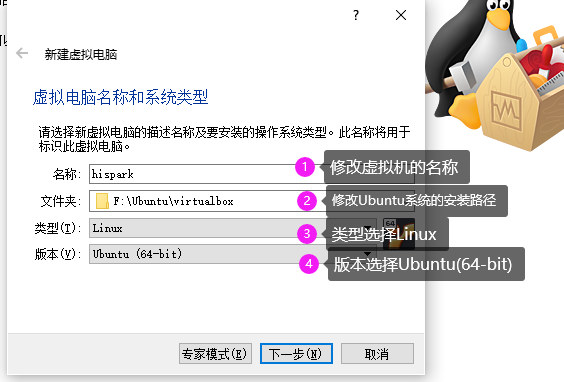 ?
新建虚拟电脑
虚拟电脑名称和系统类型
请选择新虚拟电脑的描述名称及要安装的操作系统类型。此名称将用于
标识此虚拟电脑。
名称: hispark
1 修改虚拟机的名称
文件夹: F:\Ubuntu\virtualbox
2 修改Ubuntu系统的安装路径
类型(T): Linux
64
3 类型选择Linux
版本(V): Ubuntu (64-bit)
4 版本选择Ubuntu(64-bit)
专家模式(E) 下一步(N) 取消